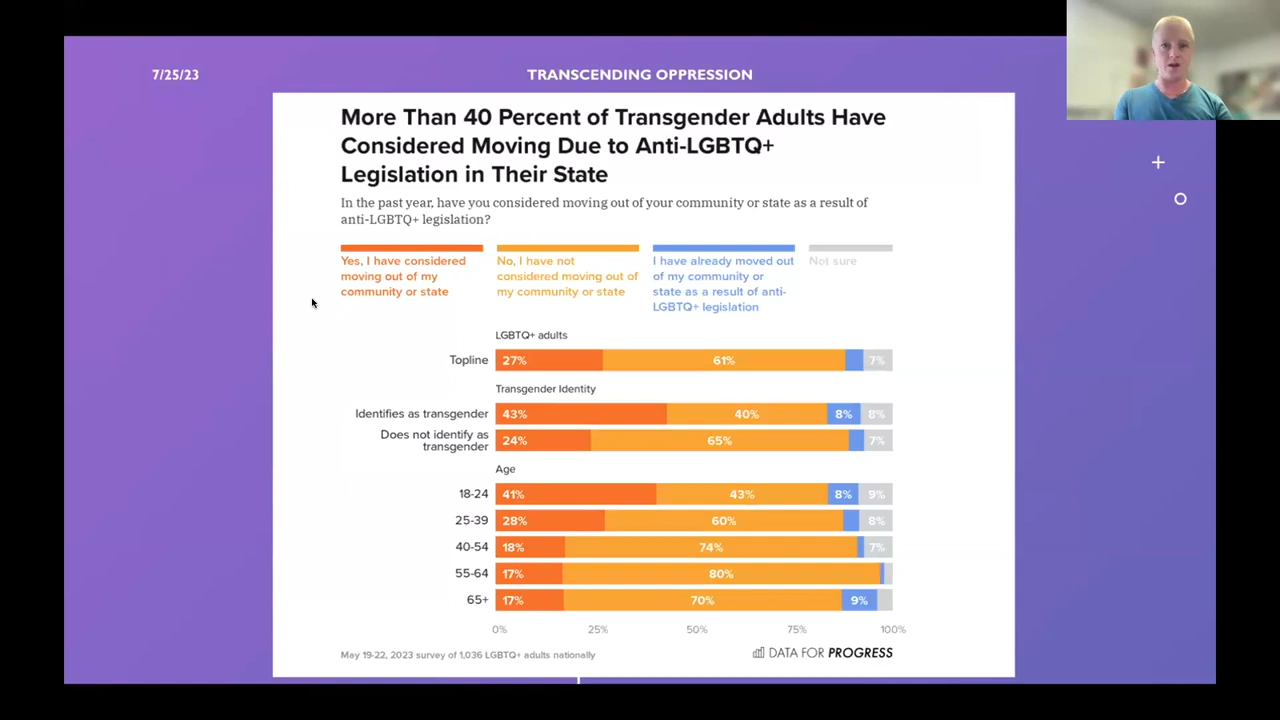 7/25/23
TRANSCENDING OPPRESSION
More Than 40 Percent of Transgender Adults Have
Considered Moving Due to Anti-LGBTQ+
Legislation in Their State
In the past year, have you considered moving out of your community or state as a result of
anti-LGBTQ+ legislation?
Yes, I have considered
moving out of my
community or state
No, I have not
considered moving out of
my community or state
I have already moved out
of my community or
state as a result of anti-
LGBTQ+ legislation
Not sure
LGBTQ+ adults
Topline 27% 61% 7%
Transgender Identity
Identifies as transgender 43% 40% 8% 8%
Does not identify as
transgender 24% 65% 7%
Age
18-24 41% 43% 8% 9%
25-39 28% 60% 8%
40-54 18% 74% 7%
55-64 17% 80%
65+ 17% 70% 9%
0% 25% 50% 75% 100%
May 19-22, 2023 survey of 1,036 LGBTQ+ adults nationally
DATA FOR PROGRESS